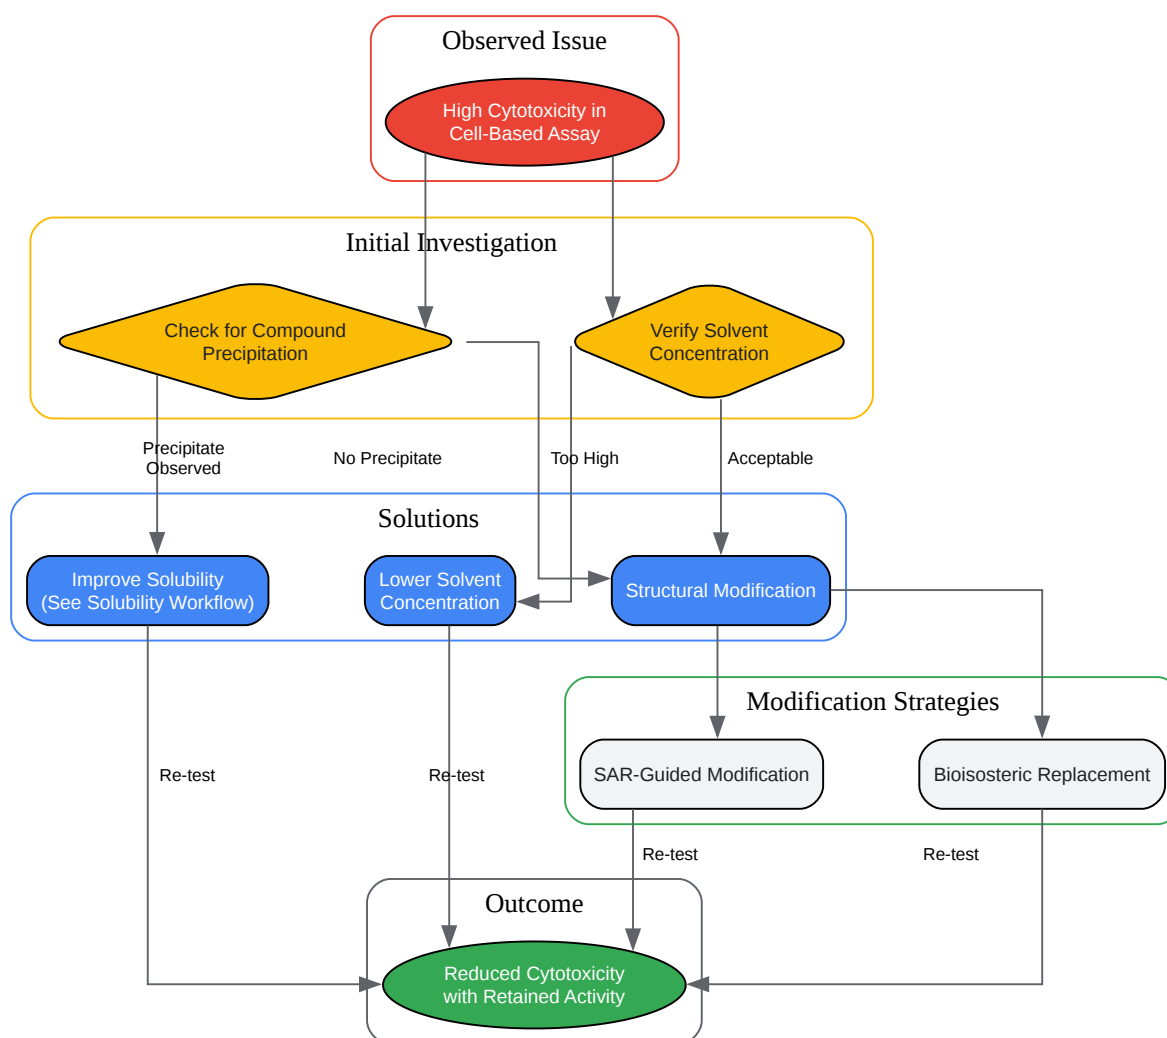 Observed Issue
High Cytotoxicity in
Cell-Based Assay
Initial Investigation
Check for Compound
Precipitation
Verify Solvent
Concentration
Precipitate
Observed
No Precipitate
Too High
Acceptable
Solutions
Improve Solubility
(See Solubility Workflow)
Lower Solvent
Concentration
Structural Modification
Modification Strategies
SAR-Guided Modification
Bioisosteric Replacement
Re-test
Re-test
Re-test
Re-test
Outcome
Reduced Cytotoxicity
with Retained Activity